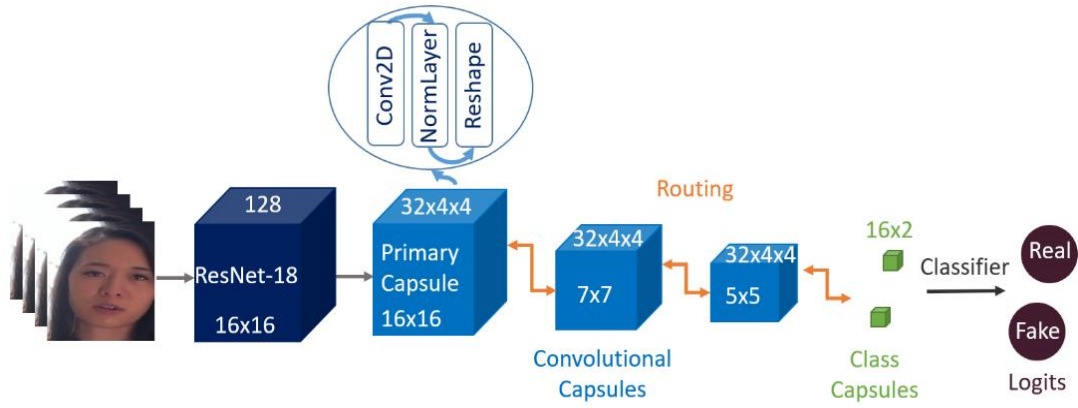 Conv2D
NormLayer
Reshape
128
ResNet-18
16x16
32x4x4
Primary
Capsule
16x16
Routing
32x4x4
7x7
Convolutional
Capsules
32x4x4
5x5
16x2
Class
Capsules
Classifier
Real
Fake
Logits